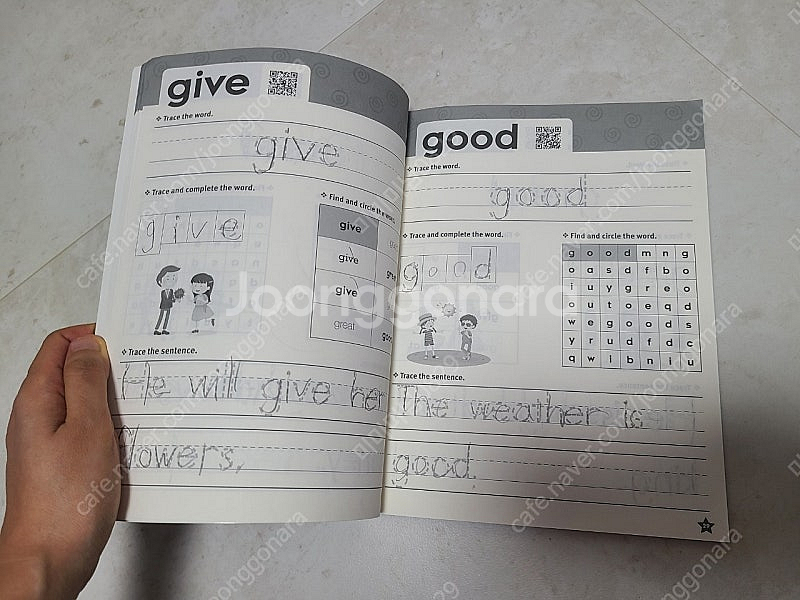 give
❖ Trace the word.
give
❖ Trace and complete the word.
give
❖ Find and circle the word.
give
give
give
great
good
❖ Trace the sentence.
He will give her
flowers.
good
❖ Trace the word.
good
❖ Trace and complete the word.
good
❖ Find and circle the word.
g o o d m n g
o a s d f b o
i u y g r e o
o u t o e q d
w e g o o d s
y r u d f d c
q w i b n i u
❖ Trace the sentence.
The weather is
good.
Joonggonara
cafe.naver.com/joonggonara